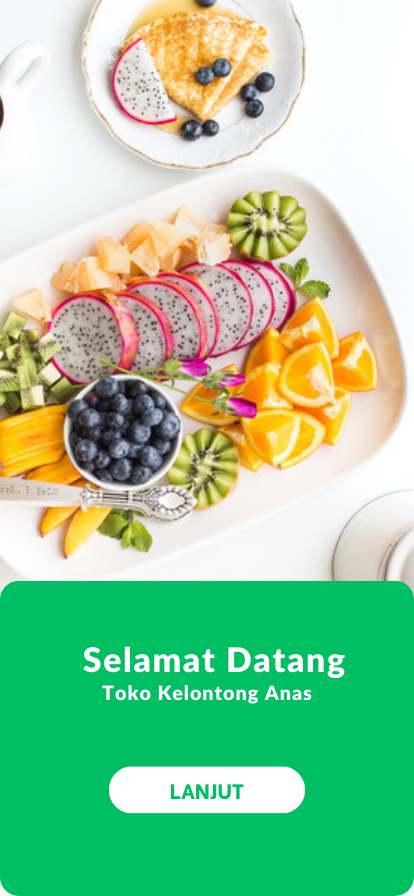 Selamat Datang
Toko Kelontong Anas
LANJUT